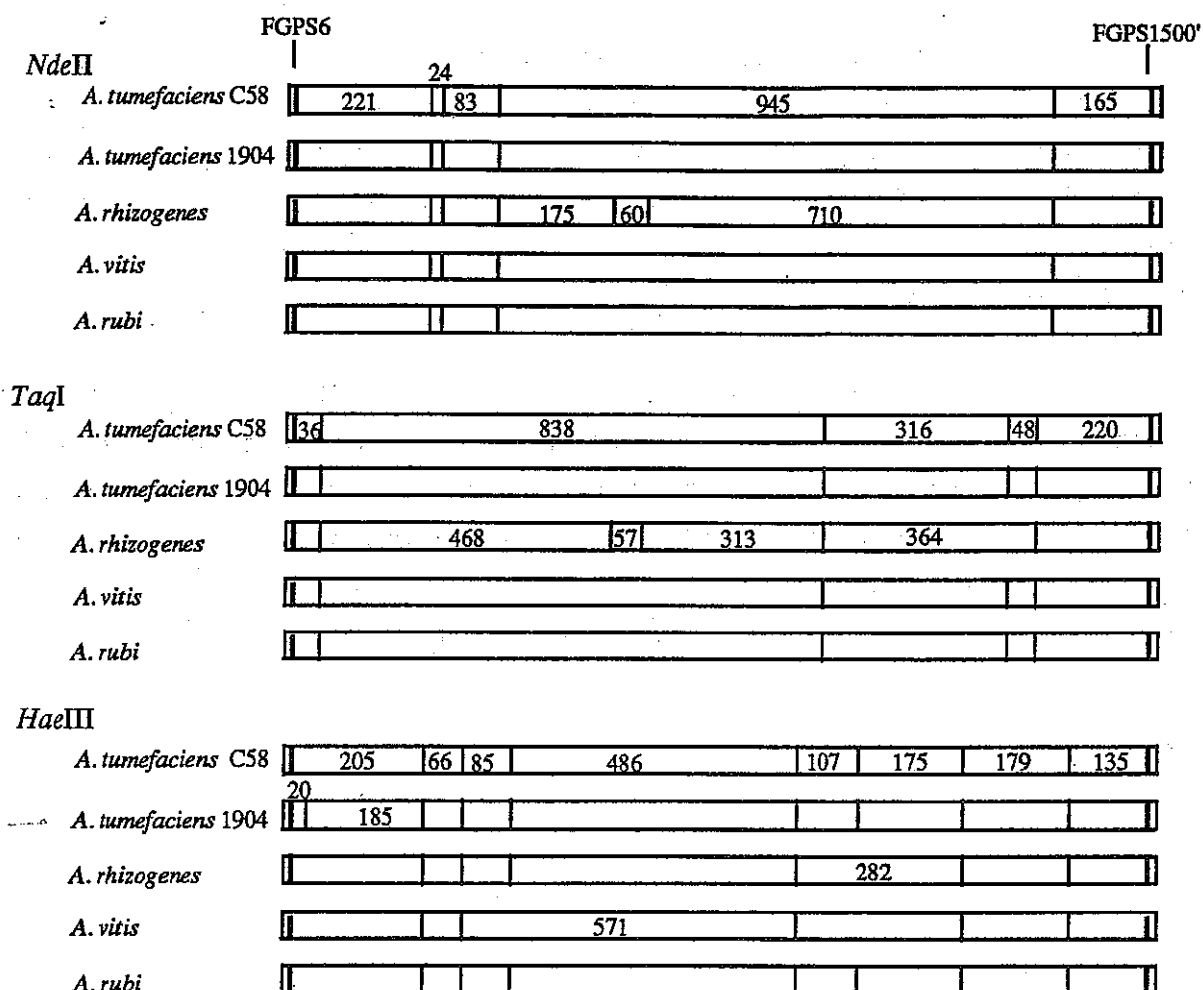 FGPS6
FGPS1500'
NdeII
24
A. tumefaciens C58 221 83 945 165
A. tumefaciens 1904
A. rhizogenes 175 60 710
A. vitis
A. rubi
TaqI
A. tumefaciens C58 36 838 316 48 220
A. tumefaciens 1904
A. rhizogenes 468 57 313 364
A. vitis
A. rubi
HaeIII
A. tumefaciens C58 205 66 85 486 107 175 179 135
20
A. tumefaciens 1904 185
A. rhizogenes 282
A. vitis 571
A. rubi